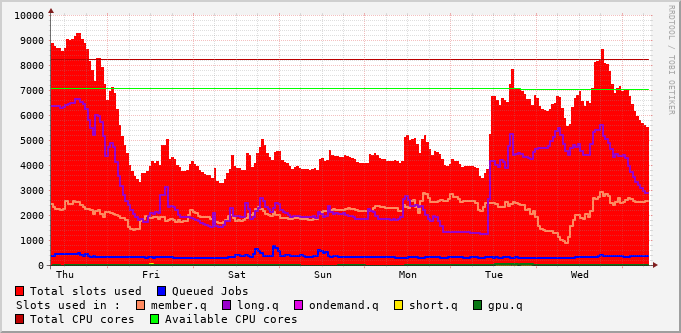 10000
9000
8000
7000
6000
5000
4000
3000
2000
1000
0
Thu Fri Sat Sun Mon Tue Wed
RRDTOOL / TOBI OETIKER
Total slots used Queued Jobs
Slots used in : member.q long.q ondemand.q short.q gpu.q
Total CPU cores Available CPU cores